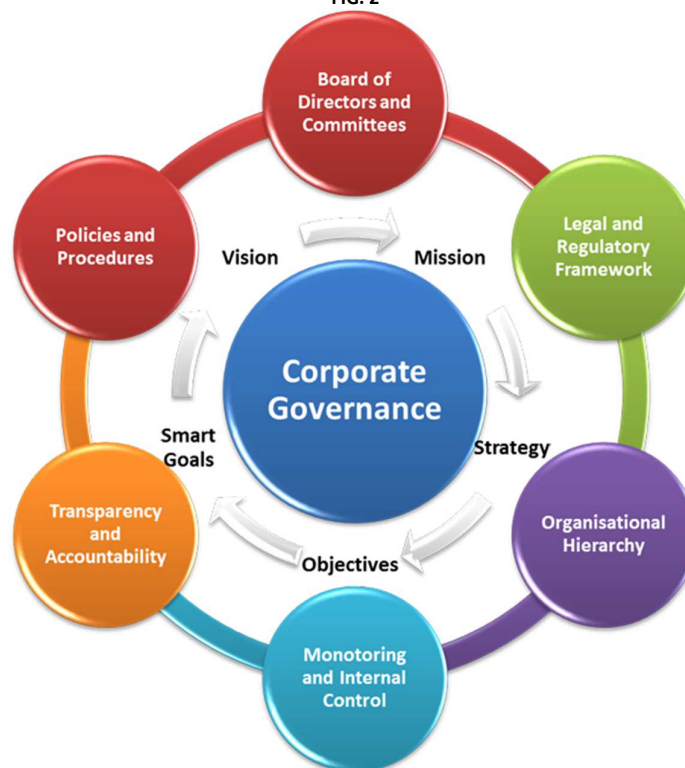 FIG. 2
Board of
Directors and
Committees
Policies and
Procedures
Legal and
Regulatory
Framework
Vision
Mission
Corporate
Governance
Smart
Goals
Strategy
Transparency
and
Accountability
Organisational
Hierarchy
Objectives
Monotoring
and Internal
Control